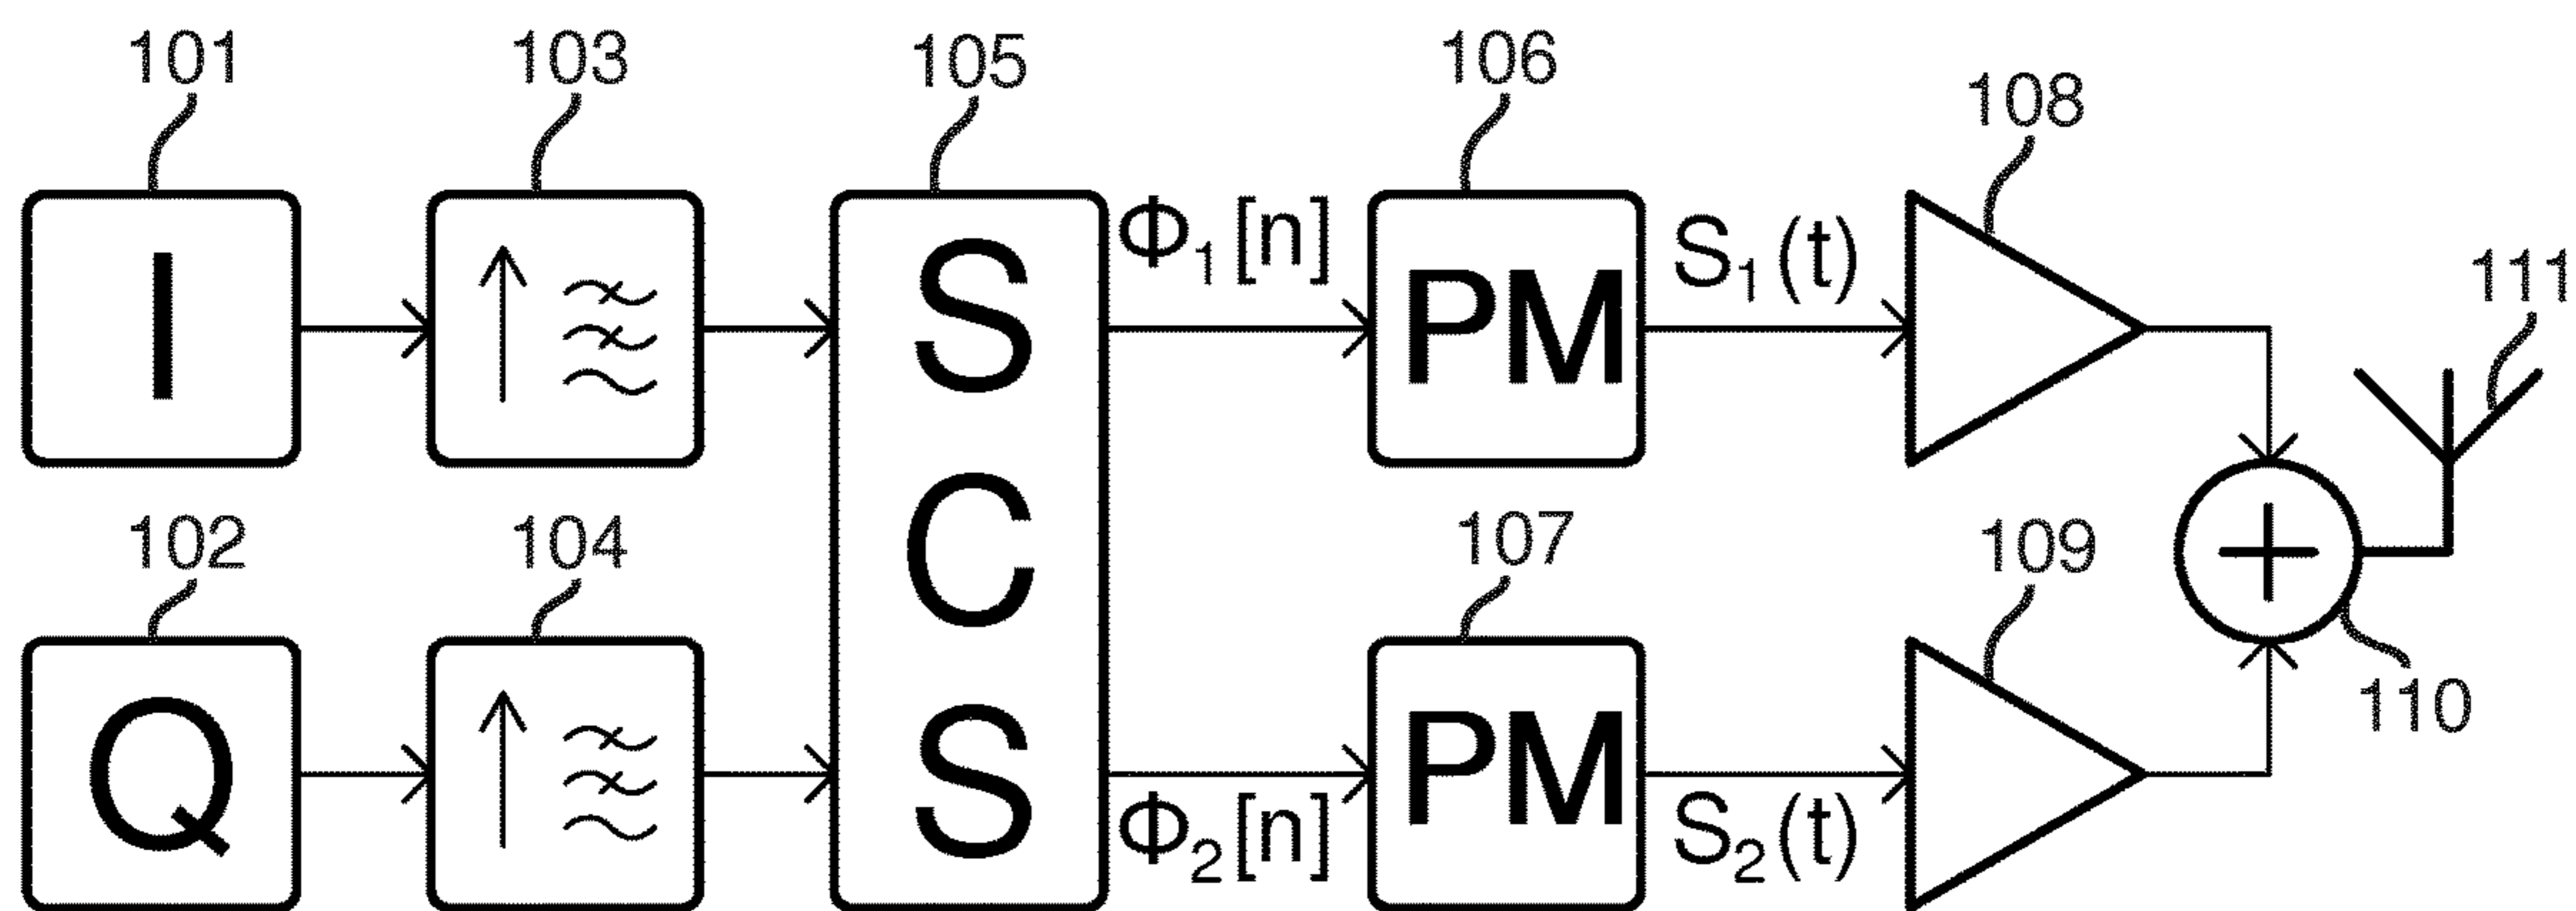 101 103 105 106 108
I S Φ₁[n] PM S₁(t) 111
C
102 104 107 109
Q S Φ₂[n] PM S₂(t) 110